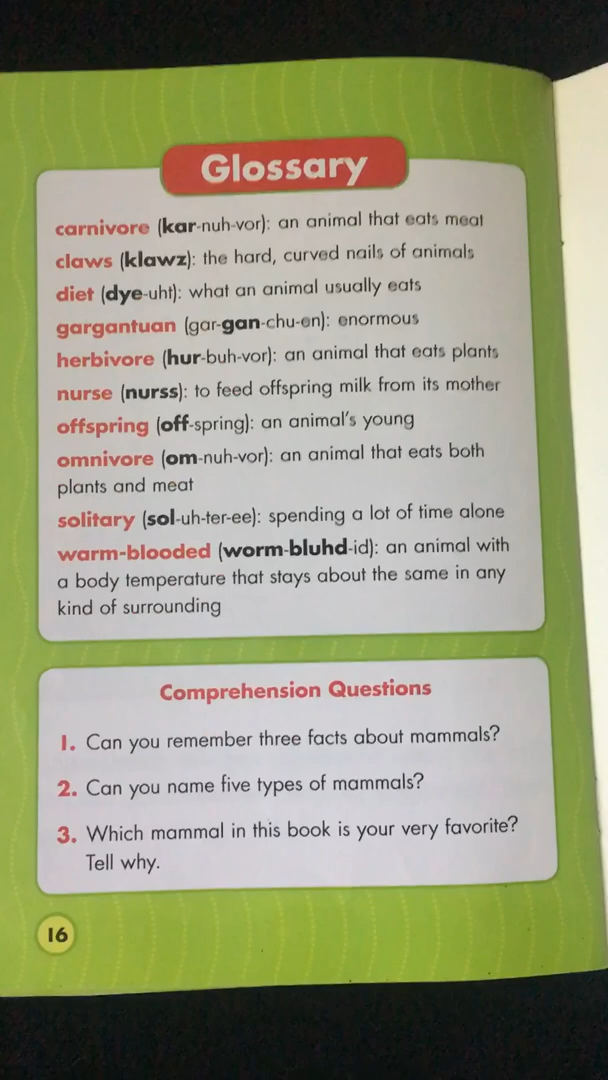 Glossary
carnivore (kar-nuh-vor): an animal that eats meat
claws (klawz): the hard, curved nails of animals
diet (dye-uht): what an animal usually eats
gargantuan (gar-gan-chu-en): enormous
herbivore (hur-buh-vor): an animal that eats plants
nurse (nurss): to feed offspring milk from its mother
offspring (off-spring): an animal's young
omnivore (om-nuh-vor): an animal that eats both
plants and meat
solitary (sol-uh-ter-ee): spending a lot of time alone
warm-blooded (worm-bluhd-id): an animal with
a body temperature that stays about the same in any
kind of surrounding
Comprehension Questions
1. Can you remember three facts about mammals?
2. Can you name five types of mammals?
3. Which mammal in this book is your very favorite?
Tell why.
16